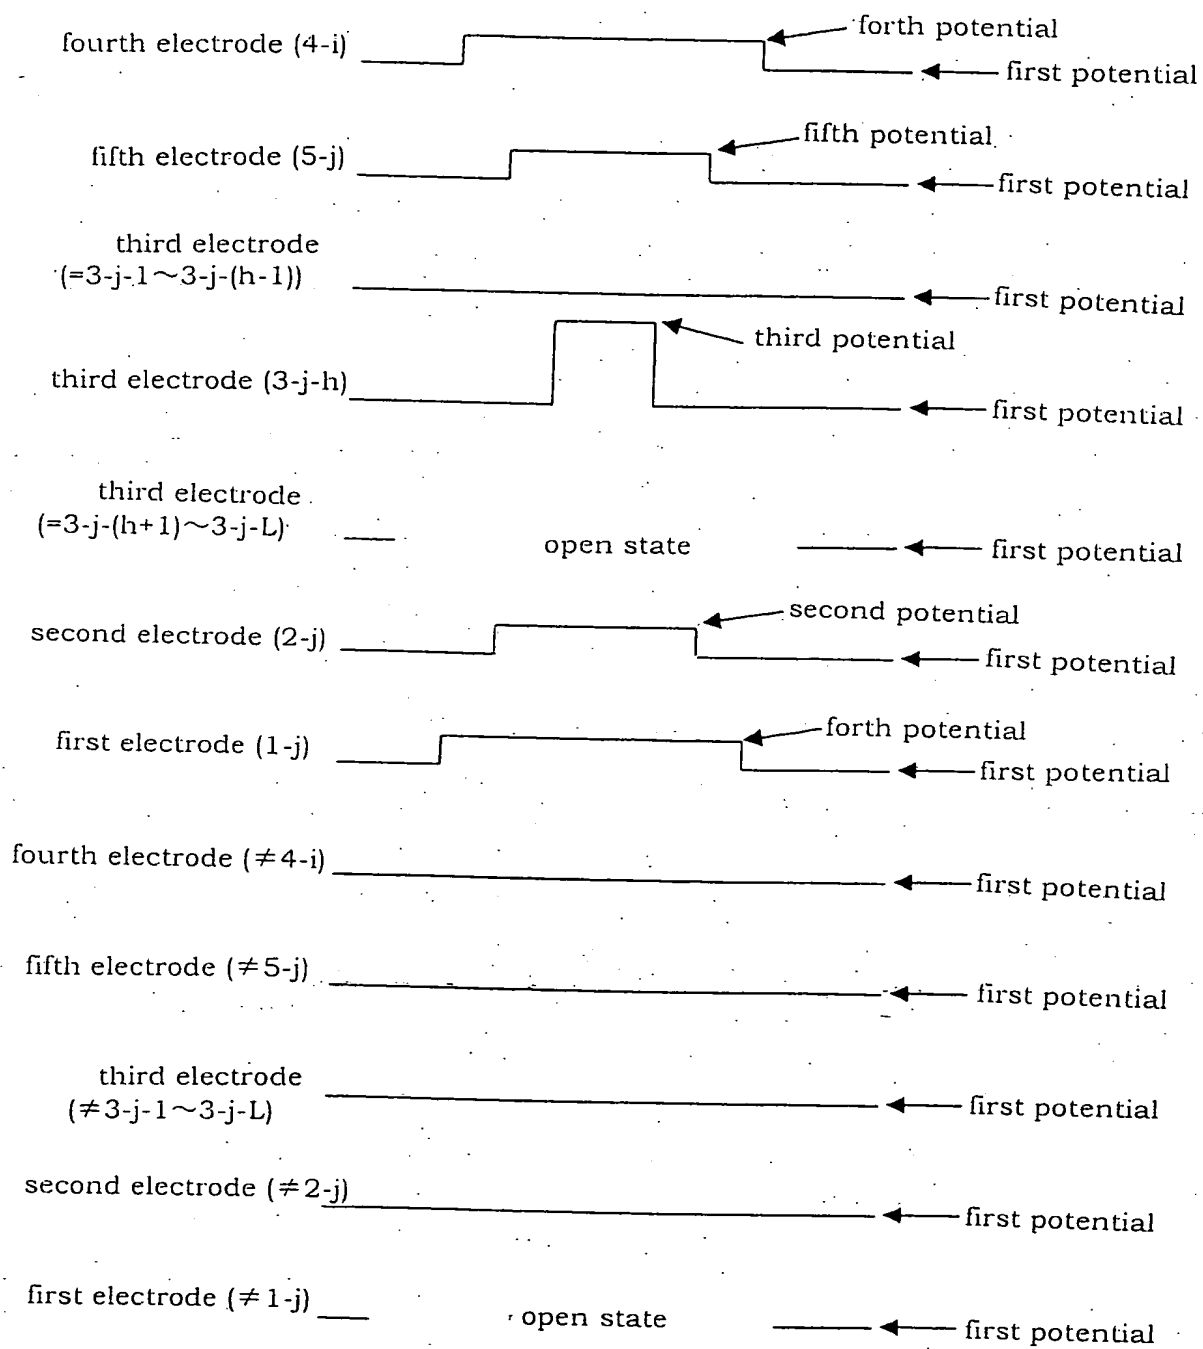 fourth electrode (4-i)
forth potential
first potential
fifth electrode (5-j)
fifth potential
first potential
third electrode
(=3-j-1～3-j-(h-1))
first potential
third potential
third electrode (3-j-h)
first potential
third electrode
(=3-j-(h+1)～3-j-L)
open state
first potential
second potential
second electrode (2-j)
first potential
forth potential
first electrode (1-j)
first potential
fourth electrode (≠4-i)
first potential
fifth electrode (≠5-j)
first potential
third electrode
(≠3-j-1～3-j-L)
first potential
second electrode (≠2-j)
first potential
first electrode (≠1-j)
open state
first potential